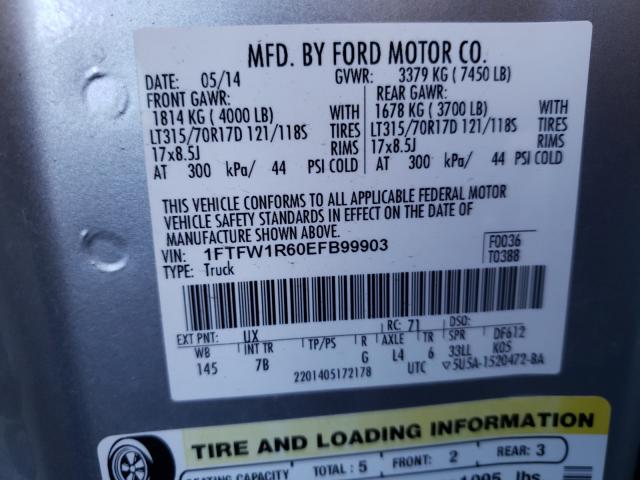 MFD. BY FORD MOTOR CO.
DATE: 05/14 GVWR: 3379 KG ( 7450 LB)
FRONT GAWR: REAR GAWR:
1814 KG ( 4000 LB) WITH 1678 KG ( 3700 LB) WITH
LT315/70R17D 121/118S TIRES LT315/70R17D 121/118S TIRES
17x8.5J RIMS 17x8.5J RIMS
AT 300 kPa/ 44 PSI COLD AT 300 kPa/ 44 PSI COLD
THIS VEHICLE CONFORMS TO ALL APPLICABLE FEDERAL MOTOR
VEHICLE SAFETY STANDARDS IN EFFECT ON THE DATE OF
MANUFACTURE SHOWN ABOVE.
VIN: 1FTFW1R60EFB99903 F0036
TYPE: Truck T0388
EXT PNT: UX RC: 71 DSO:
WB INT TR TP/PS R AXLE TR SPR DF612
145 7B G L4 6 33LL K05
2201405172178 UTC ▽5U5A-1520472-BA
TIRE AND LOADING INFORMATION
SEATING CAPACITY TOTAL : 5 FRONT: 2 REAR: 3
lbs